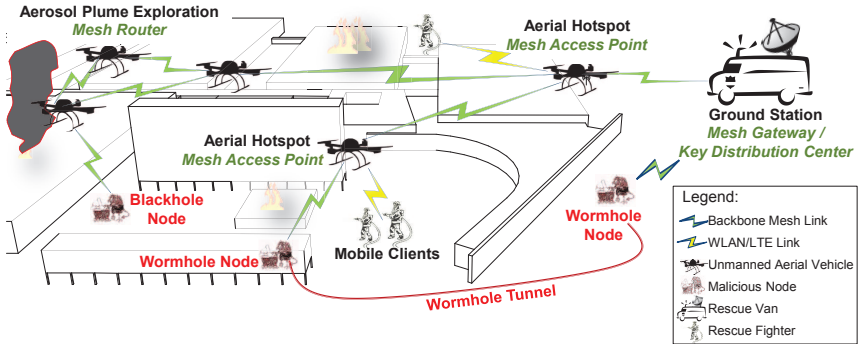 Aerosol Plume Exploration
Mesh Router
Aerial Hotspot
Mesh Access Point
Ground Station
Mesh Gateway /
Key Distribution Center
Aerial Hotspot
Mesh Access Point
Blackhole
Node
Wormhole Node
Mobile Clients
Wormhole
Node
Wormhole Tunnel
Legend:
Backbone Mesh Link
WLAN/LTE Link
Unmanned Aerial Vehicle
Malicious Node
Rescue Van
Rescue Fighter